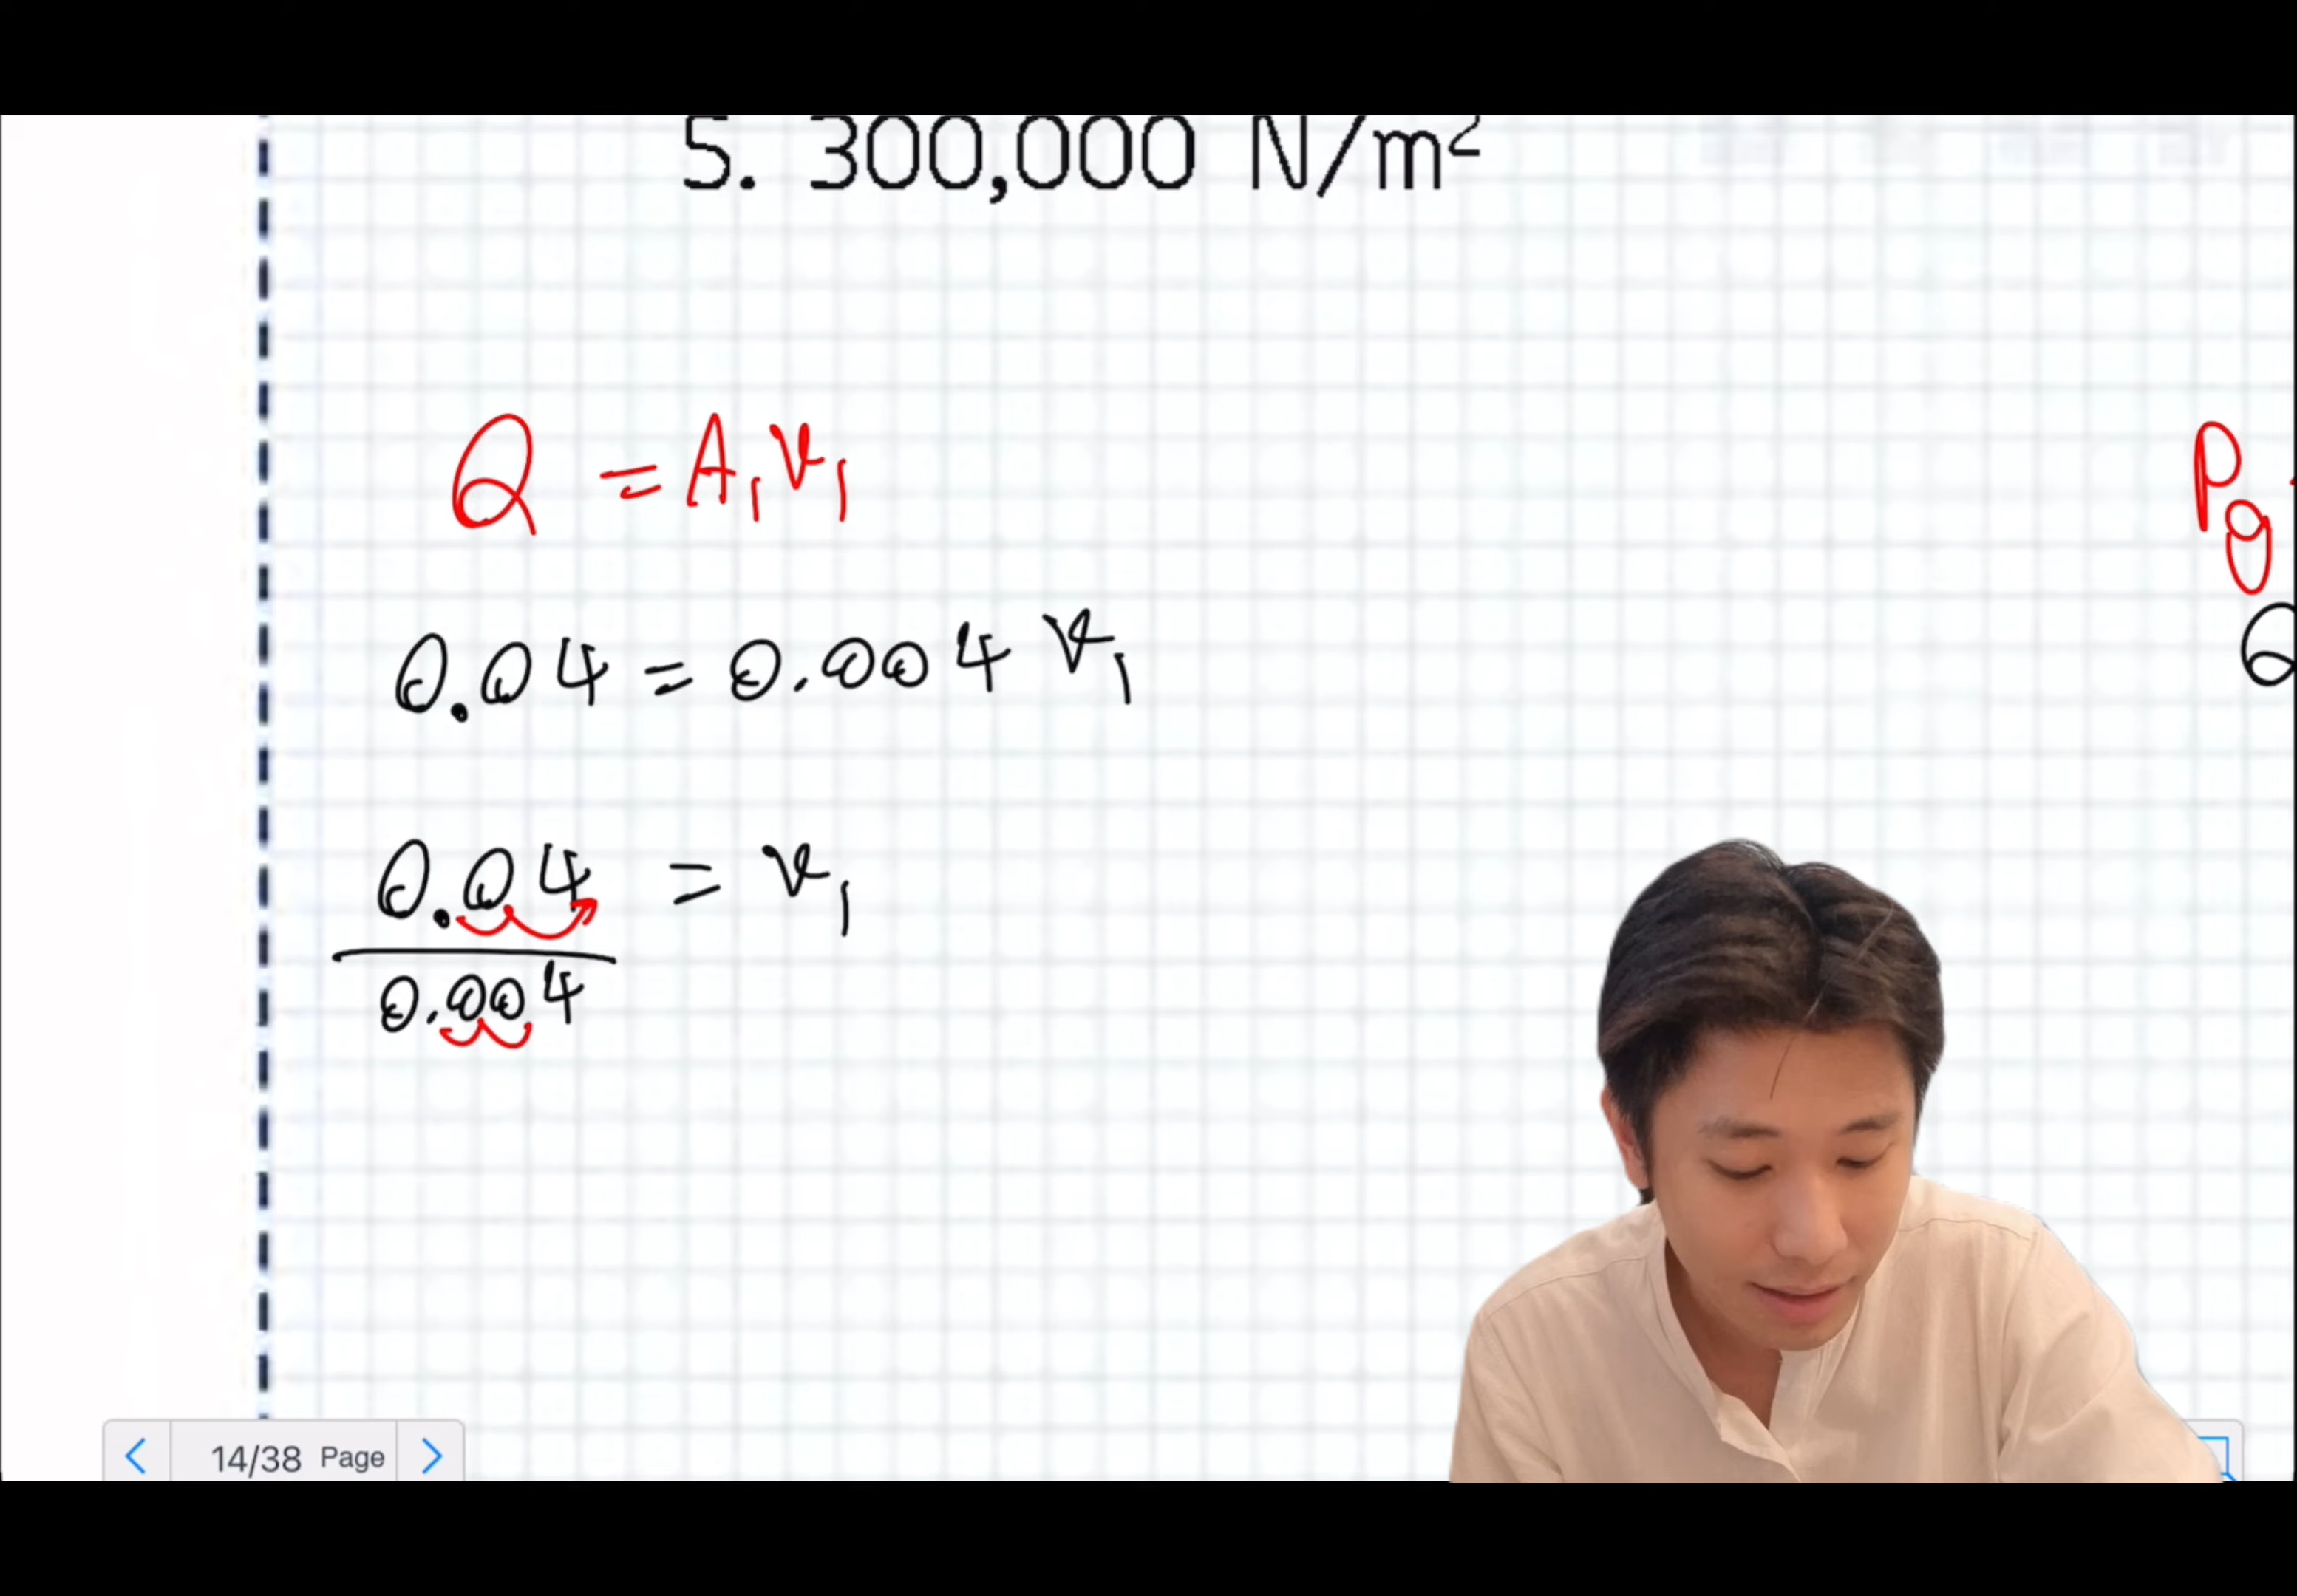 5. 300,000 N/m²
Q = A₁v₁
P
g
0.04 = 0.004 v₁
0.04 = v₁
0.004
14/38 Page